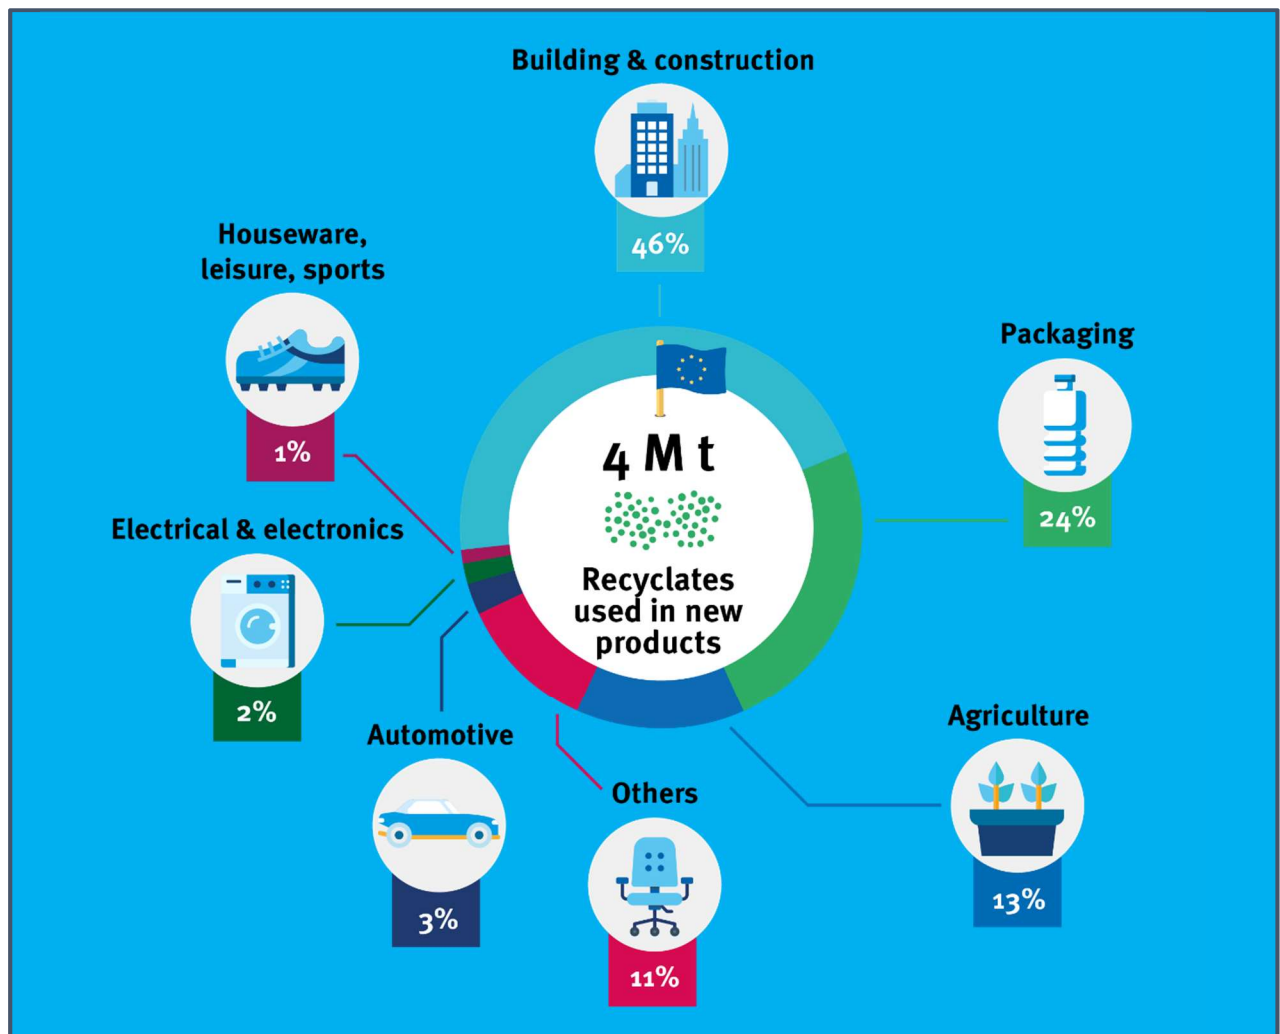 Building & construction
46%
Houseware,
leisure, sports
1%
Packaging
24%
Electrical & electronics
2%
4 Mt
Recyclates
used in new
products
Automotive
3%
Others
11%
Agriculture
13%